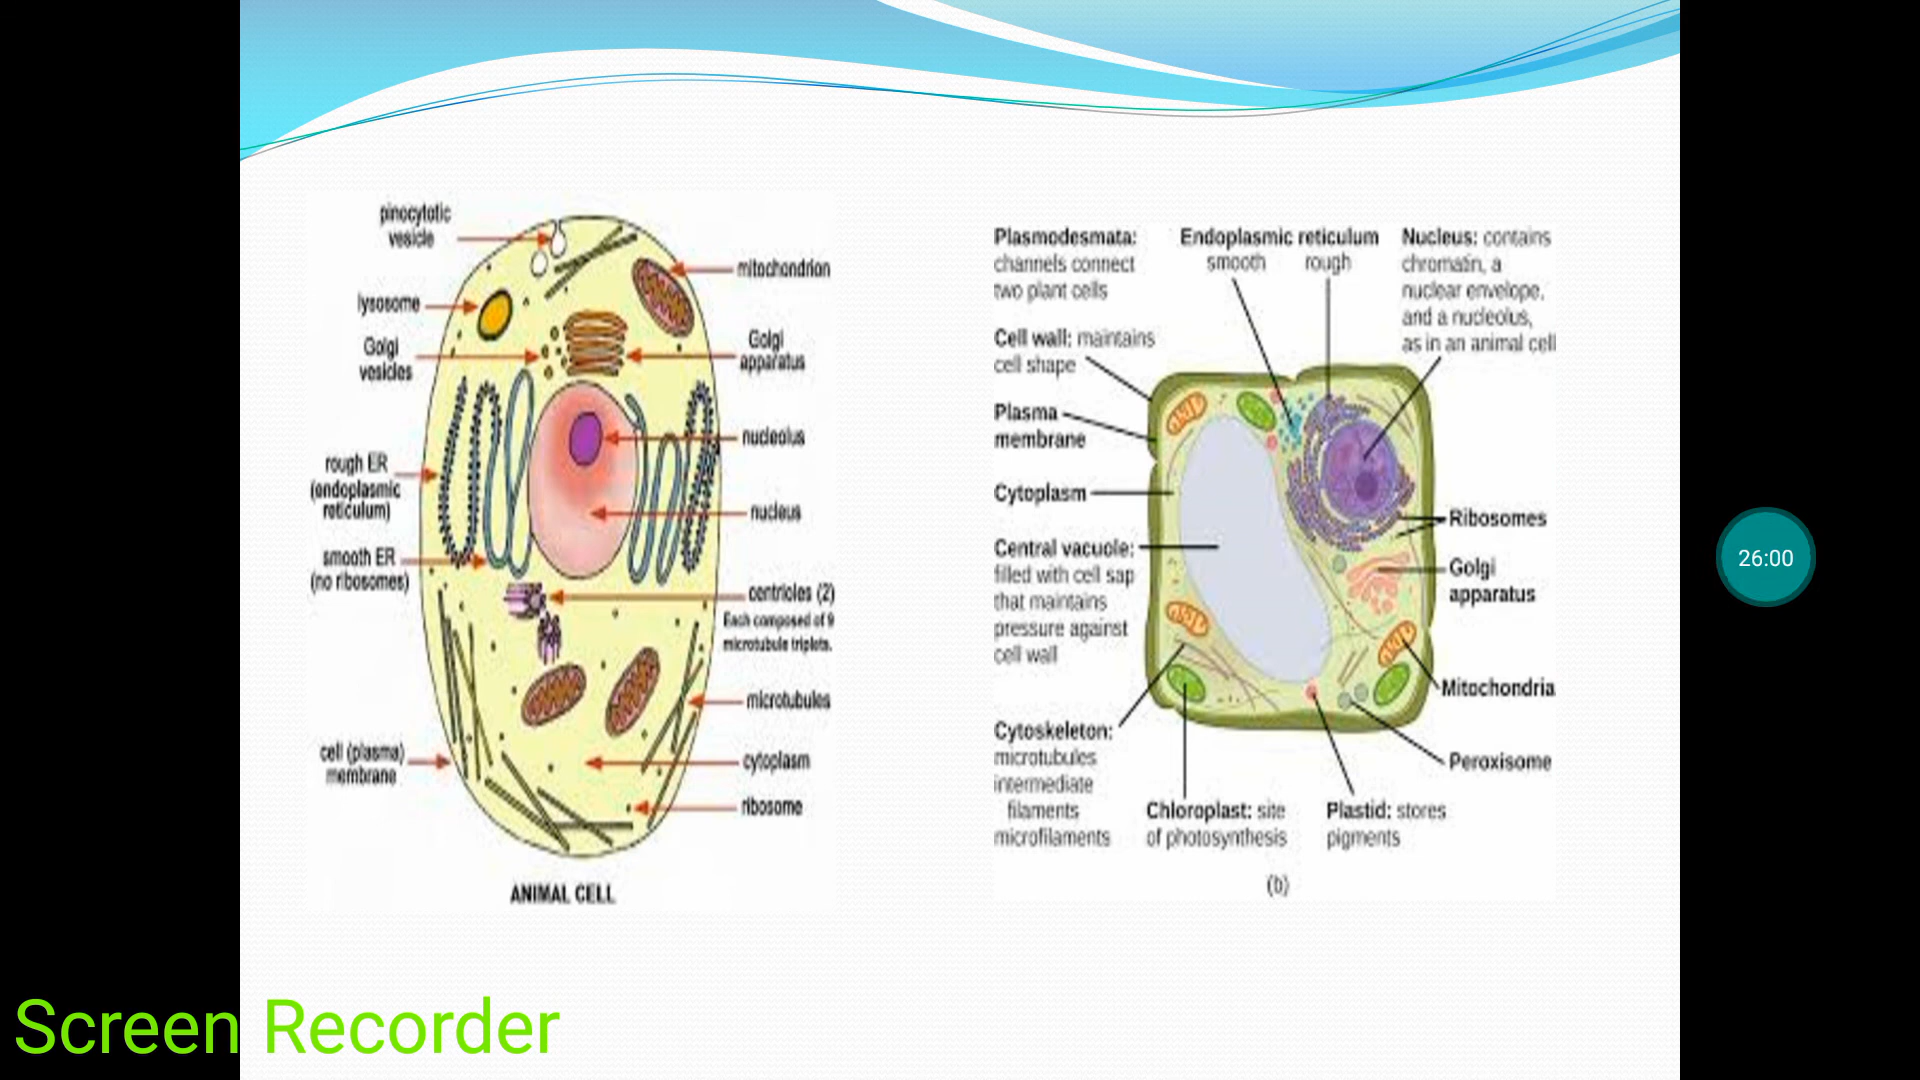 pinocytotic
vesicle
lysosome
Golgi
vesicles
rough ER
(endoplasmic
reticulum)
smooth ER
(no ribosomes)
cell (plasma)
membrane
mitochondrion
Golgi
apparatus
nucleolus
nucleus
centrioles (2)
Each composed of 9
microtubule triplets.
microtubules
cytoplasm
ribosome
ANIMAL CELL
Plasmodesmata:
channels connect
two plant cells
Cell wall: maintains
cell shape
Plasma
membrane
Cytoplasm
Central vacuole:
filled with cell sap
that maintains
pressure against
cell wall
Cytoskeleton:
microtubules
intermediate
filaments
microfilaments
Endoplasmic reticulum
smooth rough
Nucleus: contains
chromatin, a
nuclear envelope,
and a nucleolus,
as in an animal cell
Ribosomes
Golgi
apparatus
Mitochondria
Peroxisome
Chloroplast: site
of photosynthesis
Plastid: stores
pigments
(b)
26:00
Screen Recorder